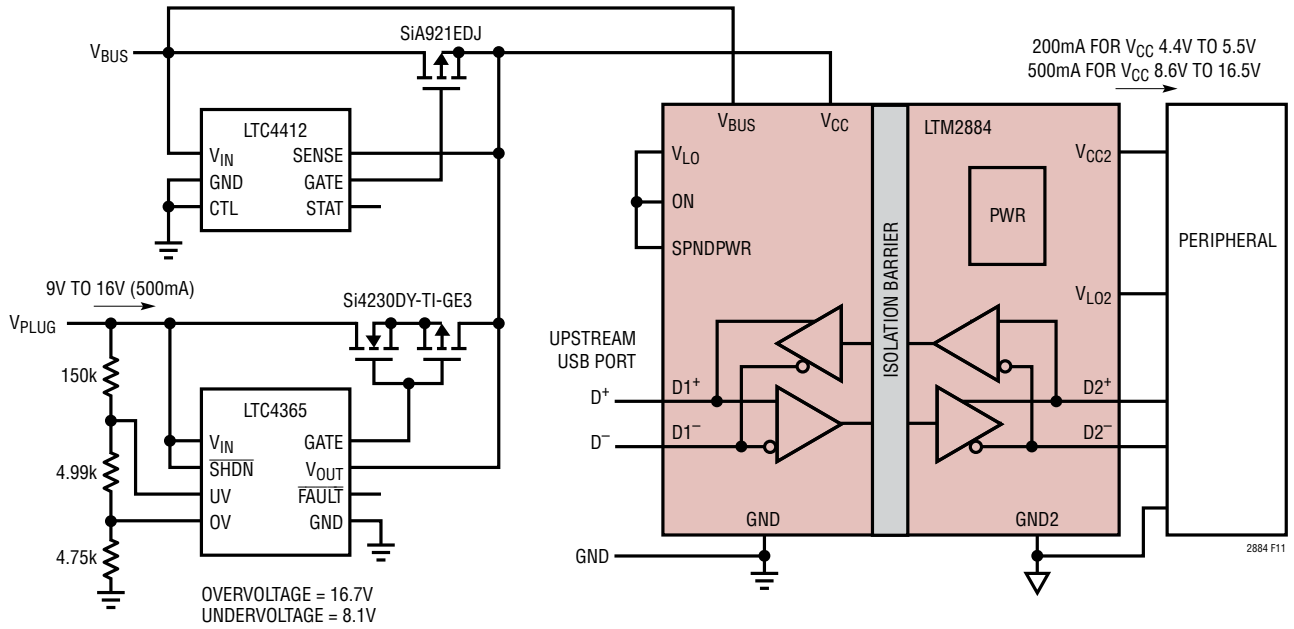 SiA921EDJ
V_BUS
LTC4412
V_IN
SENSE
GND
GATE
CTL
STAT
9V TO 16V (500mA)
Si4230DY-TI-GE3
V_PLUG
150k
4.99k
4.75k
LTC4365
V_IN
GATE
SHDN
V_OUT
UV
FAULT
OV
GND
OVERVOLTAGE = 16.7V
UNDERVOLTAGE = 8.1V
200mA FOR V_CC 4.4V TO 5.5V
500mA FOR V_CC 8.6V TO 16.5V
V_BUS
V_CC
LTM2884
V_LO
ON
SPNDPWR
PWR
V_CC2
V_LO2
ISOLATION BARRIER
UPSTREAM
USB PORT
D+
D1+
D−
D1−
D2+
D2−
GND
GND
GND2
PERIPHERAL
2884 F11